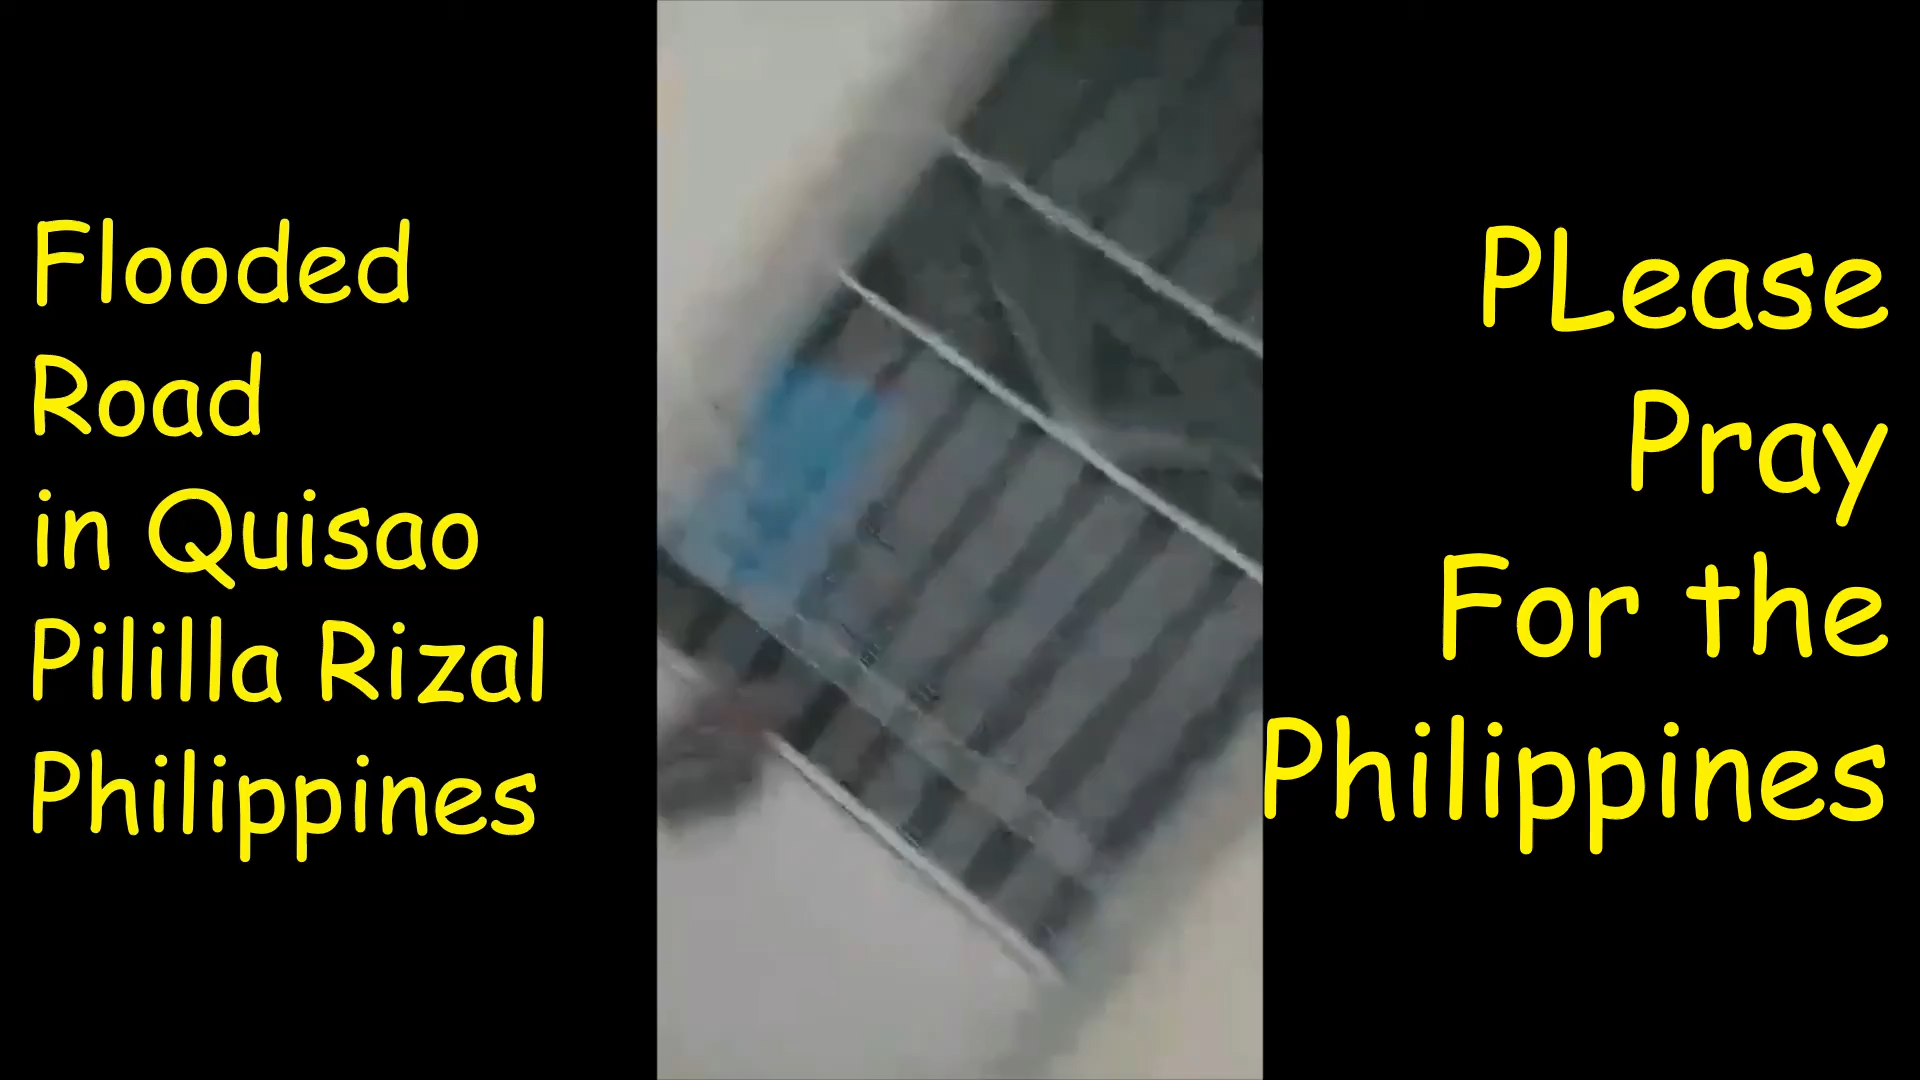 Flooded
Road
in Quisao
Pililla Rizal
Philippines
PLease
Pray
For the
Philippines